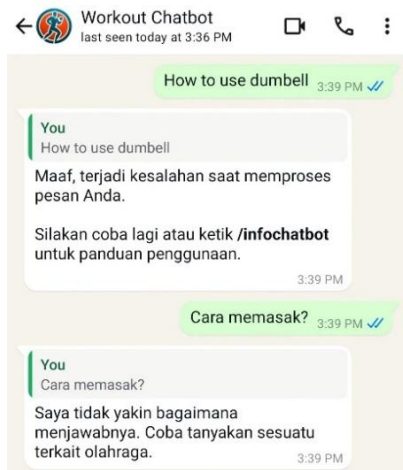 Workout Chatbot
last seen today at 3:36 PM
How to use dumbell 3:39 PM
You
How to use dumbell
Maaf, terjadi kesalahan saat memproses
pesan Anda.
Silakan coba lagi atau ketik /infochatbot
untuk panduan penggunaan.
3:39 PM
Cara memasak? 3:39 PM
You
Cara memasak?
Saya tidak yakin bagaimana
menjawabnya. Coba tanyakan sesuatu
terkait olahraga.
3:39 PM